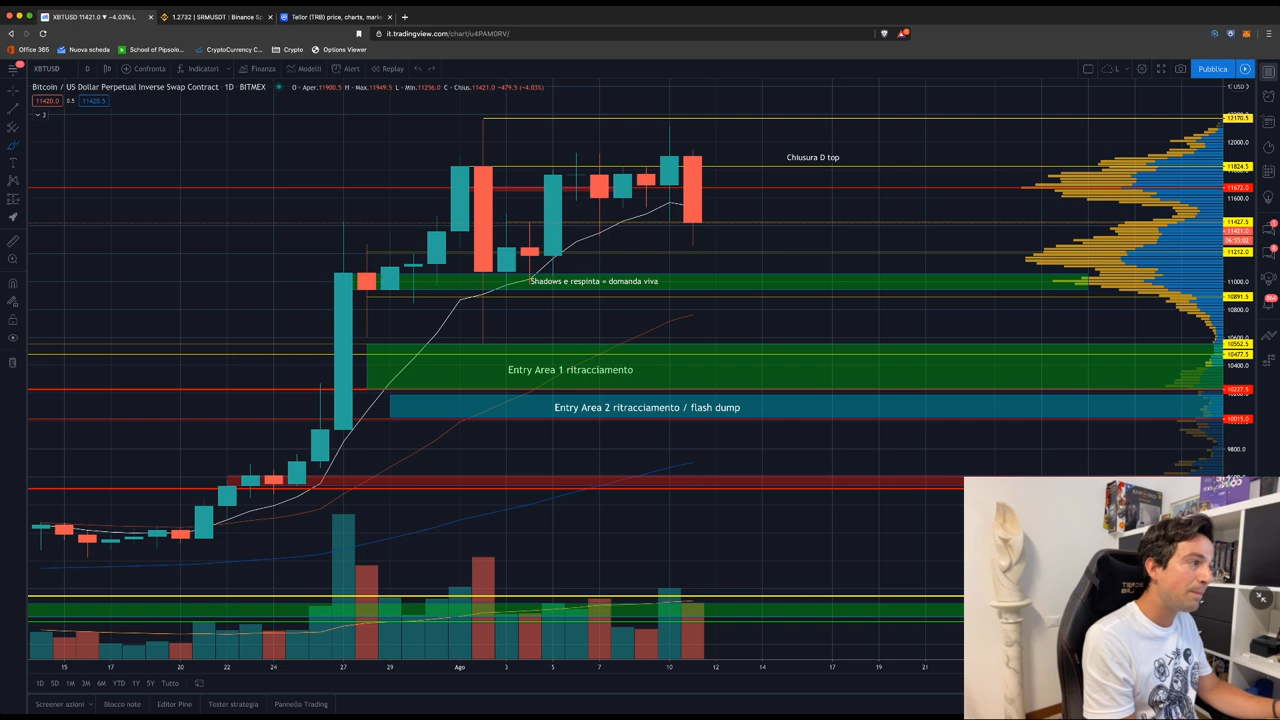 XBTUSD 11421.0 ▼ −4.03% L
1.2732 | SRMUSDT | Binance Sp
Tellor (TRB) price, charts, mark
it.tradingview.com/chart/u4PAM0RV/
Office 365
Nuova scheda
School of Pipsolo...
CryptoCurrency C...
Crypto
Options Viewer
XBTUSD
D
Confronta
Indicatori
Finanza
Modelli
Alert
Replay
L
Pubblica
Bitcoin / US Dollar Perpetual Inverse Swap Contract · 1D · BITMEX
O - Aper.11900.5 H - Max.11949.5 L - Min.11256.0 C - Chius.11421.0 −479.5 (−4.03%)
USD
11420.0
0.5
11420.5
3
12170.5
12000.0
Chiusura D top
11824.5
11672.0
11600.0
11427.5
11421.0
06:55:02
11212.0
Shadows e respinta = domanda viva
11000.0
10891.5
10800.0
10552.5
10477.5
10400.0
Entry Area 1 ritracciamento
10227.5
Entry Area 2 ritracciamento / flash dump
10015.0
9800.0
15
17
20
22
27
29
Ago
3
5
7
10
12
14
17
19
21
1D
5D
1M
3M
6M
YTD
1Y
5Y
Tutto
Screener azioni
Blocco note
Editor Pine
Tester strategia
Pannello Trading